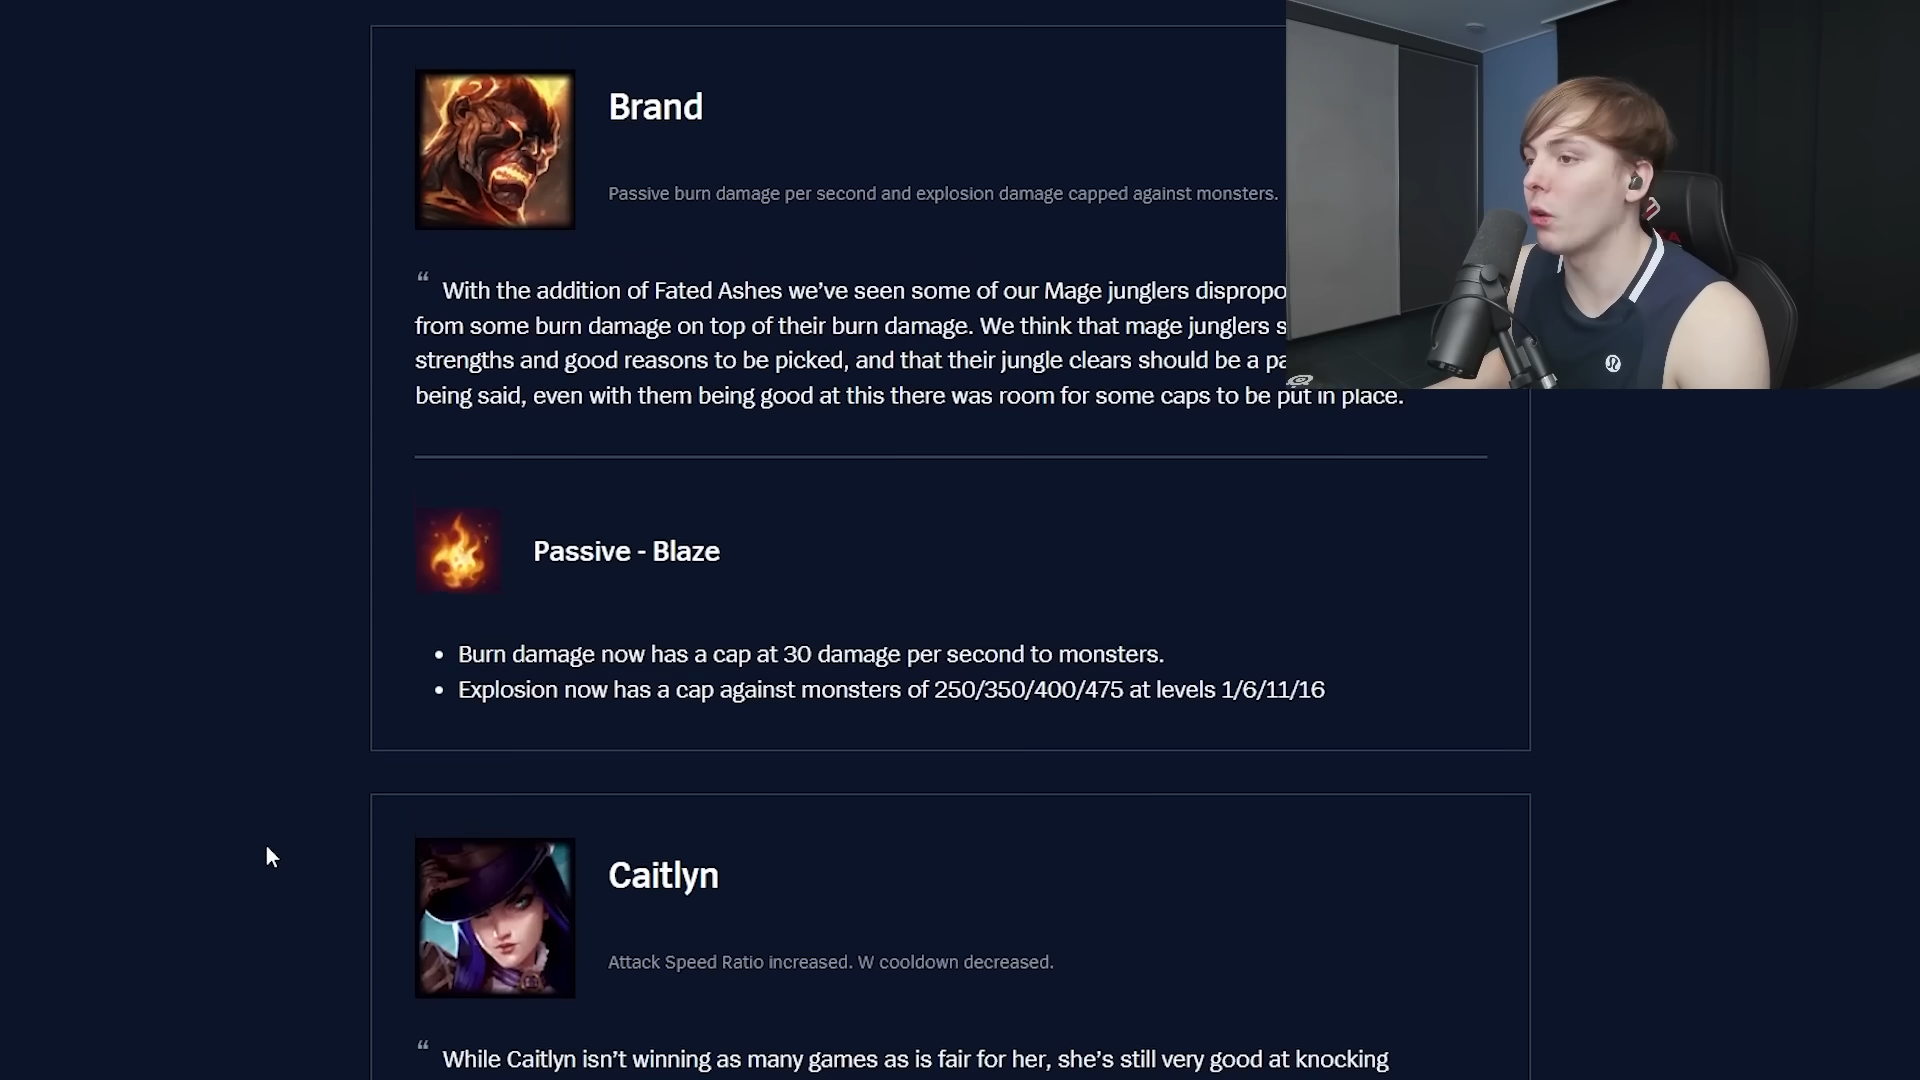 Brand
Passive burn damage per second and explosion damage capped against monsters.
“ With the addition of Fated Ashes we’ve seen some of our Mage junglers
from some burn damage on top of their burn damage. We think that mage junglers
strengths and good reasons to be picked, and that their jungle clears should be a
being said, even with them being good at this there was room for some caps to be put in place.
Passive - Blaze
• Burn damage now has a cap at 30 damage per second to monsters.
• Explosion now has a cap against monsters of 250/350/400/475 at levels 1/6/11/16
Caitlyn
Attack Speed Ratio increased. W cooldown decreased.
“ While Caitlyn isn’t winning as many games as is fair for her, she’s still very good at knocking